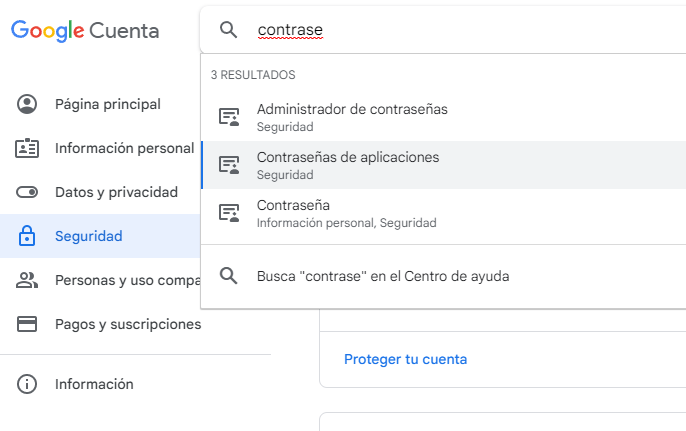 Google Cuenta
contrase
3 RESULTADOS
Administrador de contraseñas
Seguridad
Contraseñas de aplicaciones
Seguridad
Contraseña
Información personal, Seguridad
Busca "contrase" en el Centro de ayuda
Página principal
Información personal
Datos y privacidad
Seguridad
Personas y uso compa
Pagos y suscripciones
Información
Proteger tu cuenta